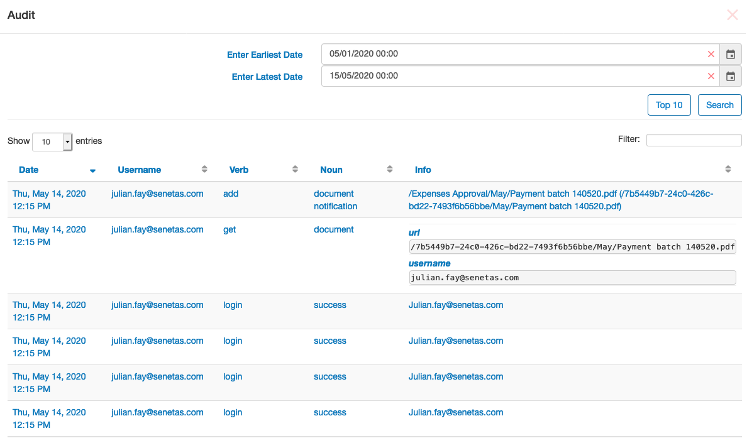 Audit
Enter Earliest Date 05/01/2020 00:00
Enter Latest Date 15/05/2020 00:00
Top 10 Search
Show 10 entries Filter:
Date Username Verb Noun Info
Thu, May 14, 2020 julian.fay@senetas.com add document /Expenses Approval/May/Payment batch 140520.pdf (/7b5449b7-24c0-426c-
12:15 PM notification bd22-7493f6b56bbe/May/Payment batch 140520.pdf)
Thu, May 14, 2020 julian.fay@senetas.com get document url
12:15 PM /7b5449b7-24c0-426c-bd22-7493f6b56bbe/May/Payment batch 140520.pdf
username
julian.fay@senetas.com
Thu, May 14, 2020 julian.fay@senetas.com login success Julian.fay@senetas.com
12:15 PM
Thu, May 14, 2020 julian.fay@senetas.com login success Julian.fay@senetas.com
12:15 PM
Thu, May 14, 2020 julian.fay@senetas.com login success Julian.fay@senetas.com
12:15 PM
Thu, May 14, 2020 julian.fay@senetas.com login success Julian.fay@senetas.com
12:15 PM